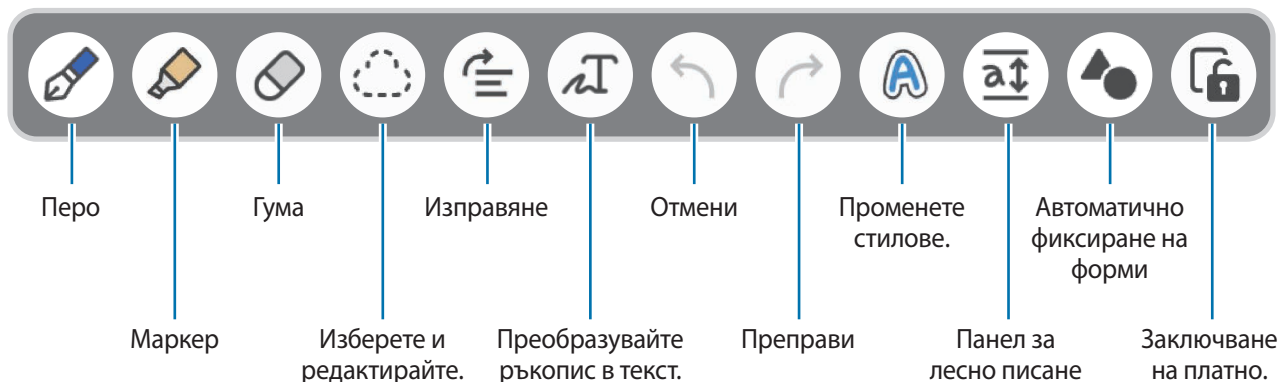 Перо
Гума
Изправяне
Отмени
Променете
стилове.
Автоматично
фиксиране на
форми
Маркер
Изберете и
редактирайте.
Преобразувайте
ръкопис в текст.
Преправи
Панел за
лесно писане
Заключване
на платно.